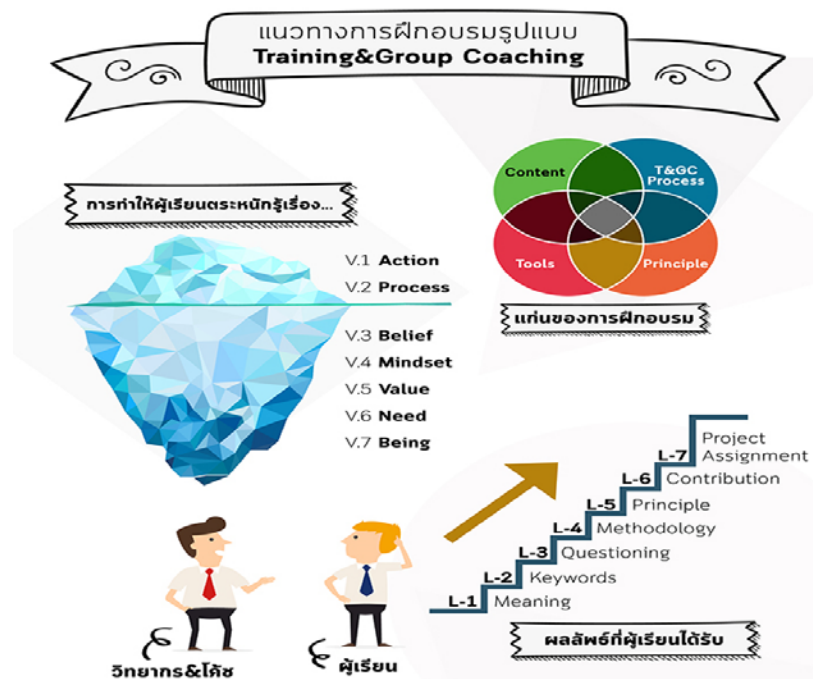 แนวทางการฝึกอบรมรูปแบบ
Training&Group Coaching
การทำให้ผู้เรียนตระหนักรู้เรื่อง...
V.1 Action
V.2 Process
V.3 Belief
V.4 Mindset
V.5 Value
V.6 Need
V.7 Being
Content
T&GC
Process
Tools
Principle
แก่นของการฝึกอบรม
L-7 Project
Assignment
L-6 Contribution
L-5 Principle
L-4 Methodology
L-3 Questioning
L-2 Keywords
L-1 Meaning
ผลลัพธ์ที่ผู้เรียนได้รับ
วิทยากร&โค้ช
ผู้เรียน